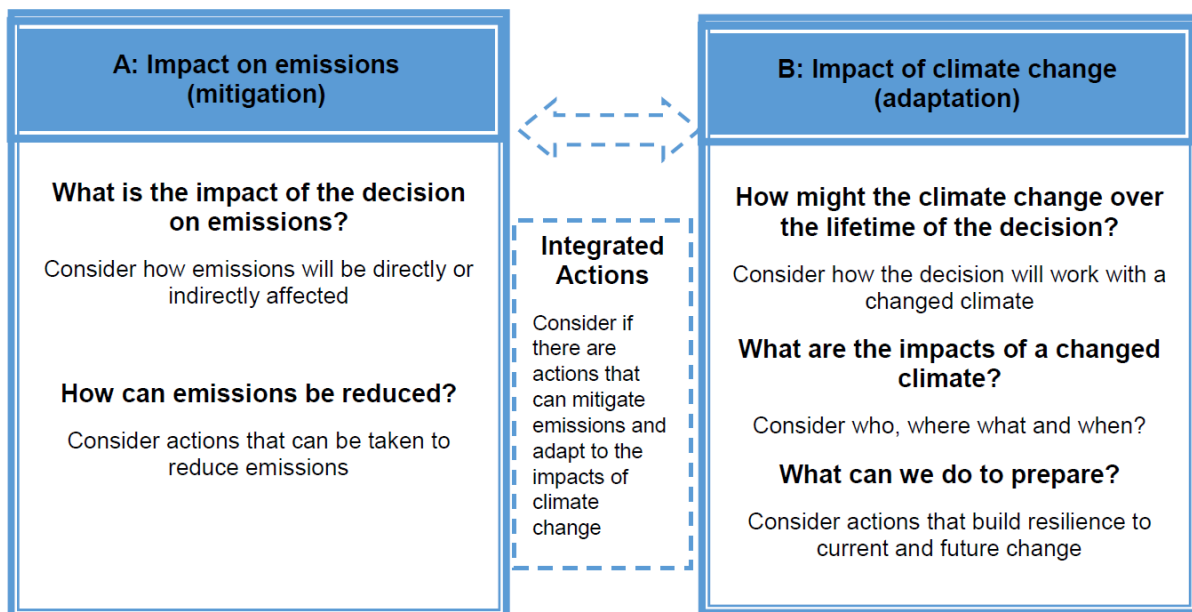 A: Impact on emissions
(mitigation)
What is the impact of the decision
on emissions?
Consider how emissions will be directly or
indirectly affected
How can emissions be reduced?
Consider actions that can be taken to
reduce emissions
Integrated
Actions
Consider if
there are
actions that
can mitigate
emissions and
adapt to the
impacts of
climate
change
B: Impact of climate change
(adaptation)
How might the climate change over
the lifetime of the decision?
Consider how the decision will work with a
changed climate
What are the impacts of a changed
climate?
Consider who, where what and when?
What can we do to prepare?
Consider actions that build resilience to
current and future change